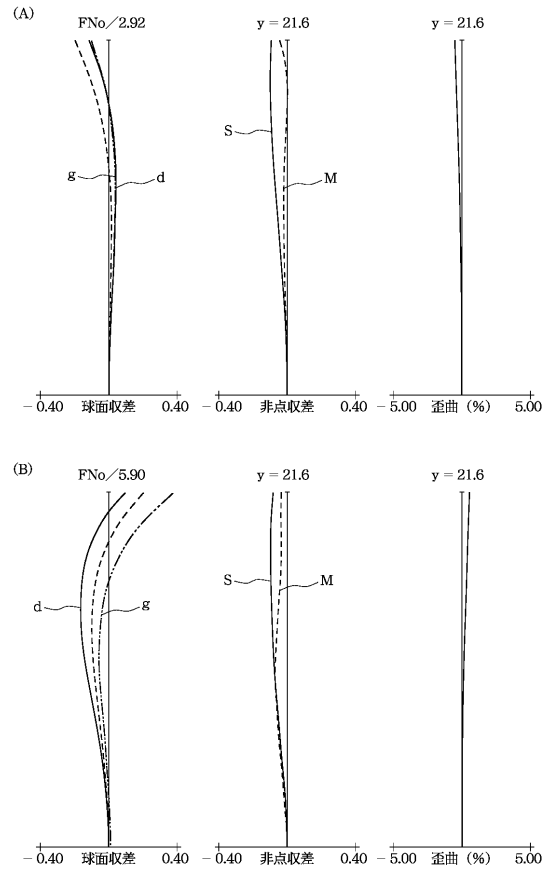 (A)
FNo／2.92 y = 21.6 y = 21.6
S
g d M
－0.40 球面収差 0.40 －0.40 非点収差 0.40 －5.00 歪曲（%） 5.00
(B)
FNo／5.90 y = 21.6 y = 21.6
d g S M
－0.40 球面収差 0.40 －0.40 非点収差 0.40 －5.00 歪曲（%） 5.00